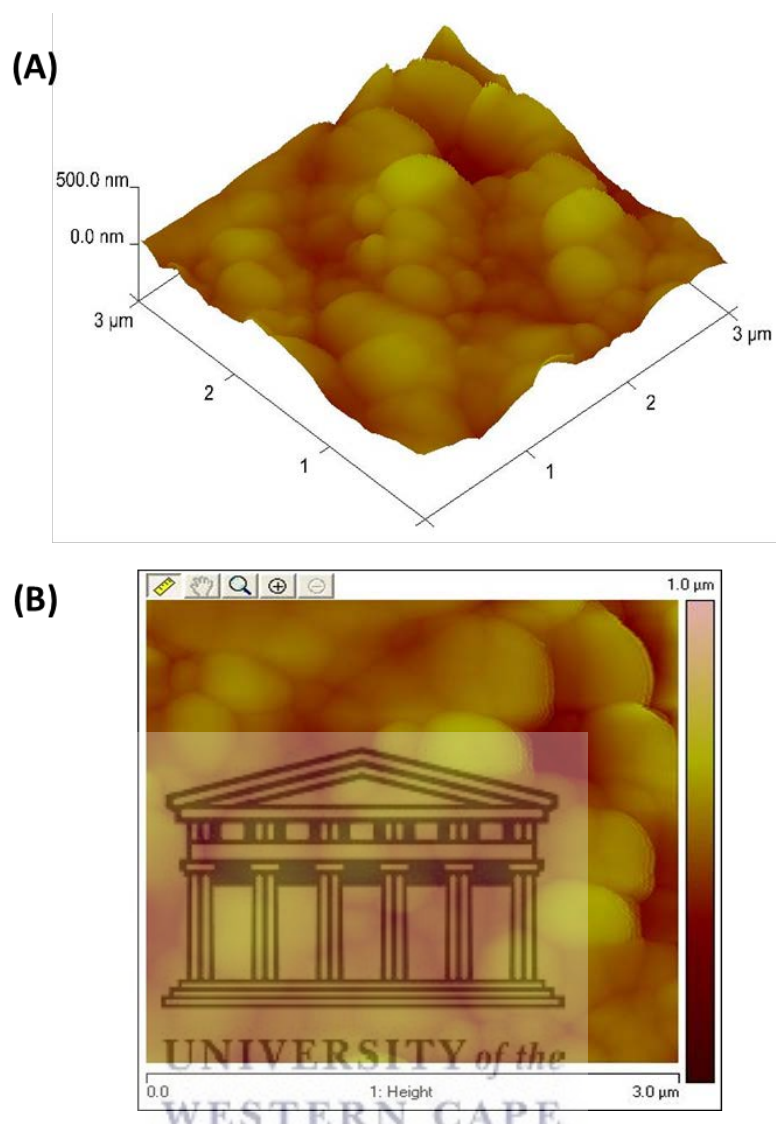 (A)
500.0 nm
0.0 nm
3 µm
3 µm
2
2
1
1
(B)
1.0 µm
0.0
1: Height
3.0 µm
UNIVERSITY of the
WESTERN CAPE